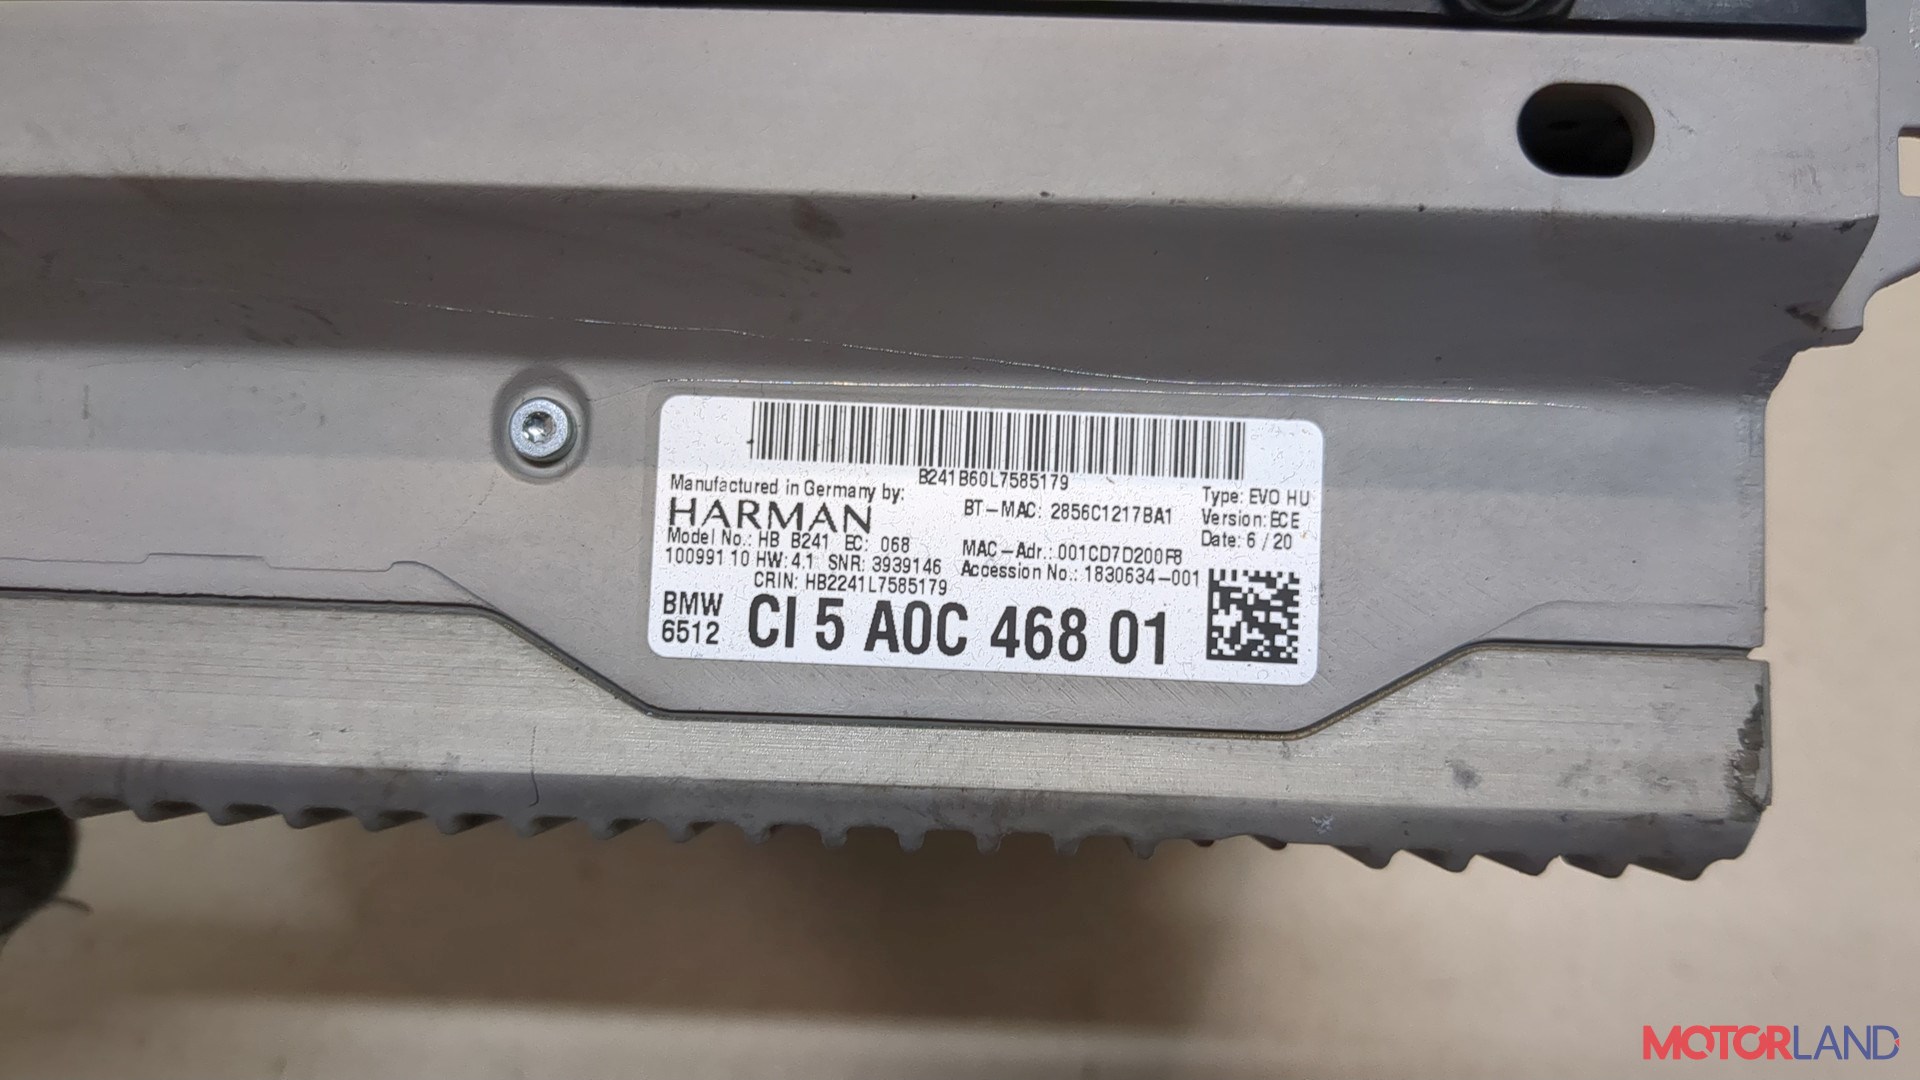 B241B60L7585179
Manufactured in Germany by:
HARMAN
Model No.: HB B241 EC: 068
100991 10 HW: 4.1 SNR: 3939146
CRIN: HB2241L7585179
BT-MAC: 2856C1217BA1
MAC-Adr.: 001CD7D200F8
Accession No.: 1830634-001
Type: EVO HU
Version: ECE
Date: 6 / 20
BMW
6512
CI 5 A0C 468 01
MOTORLAND